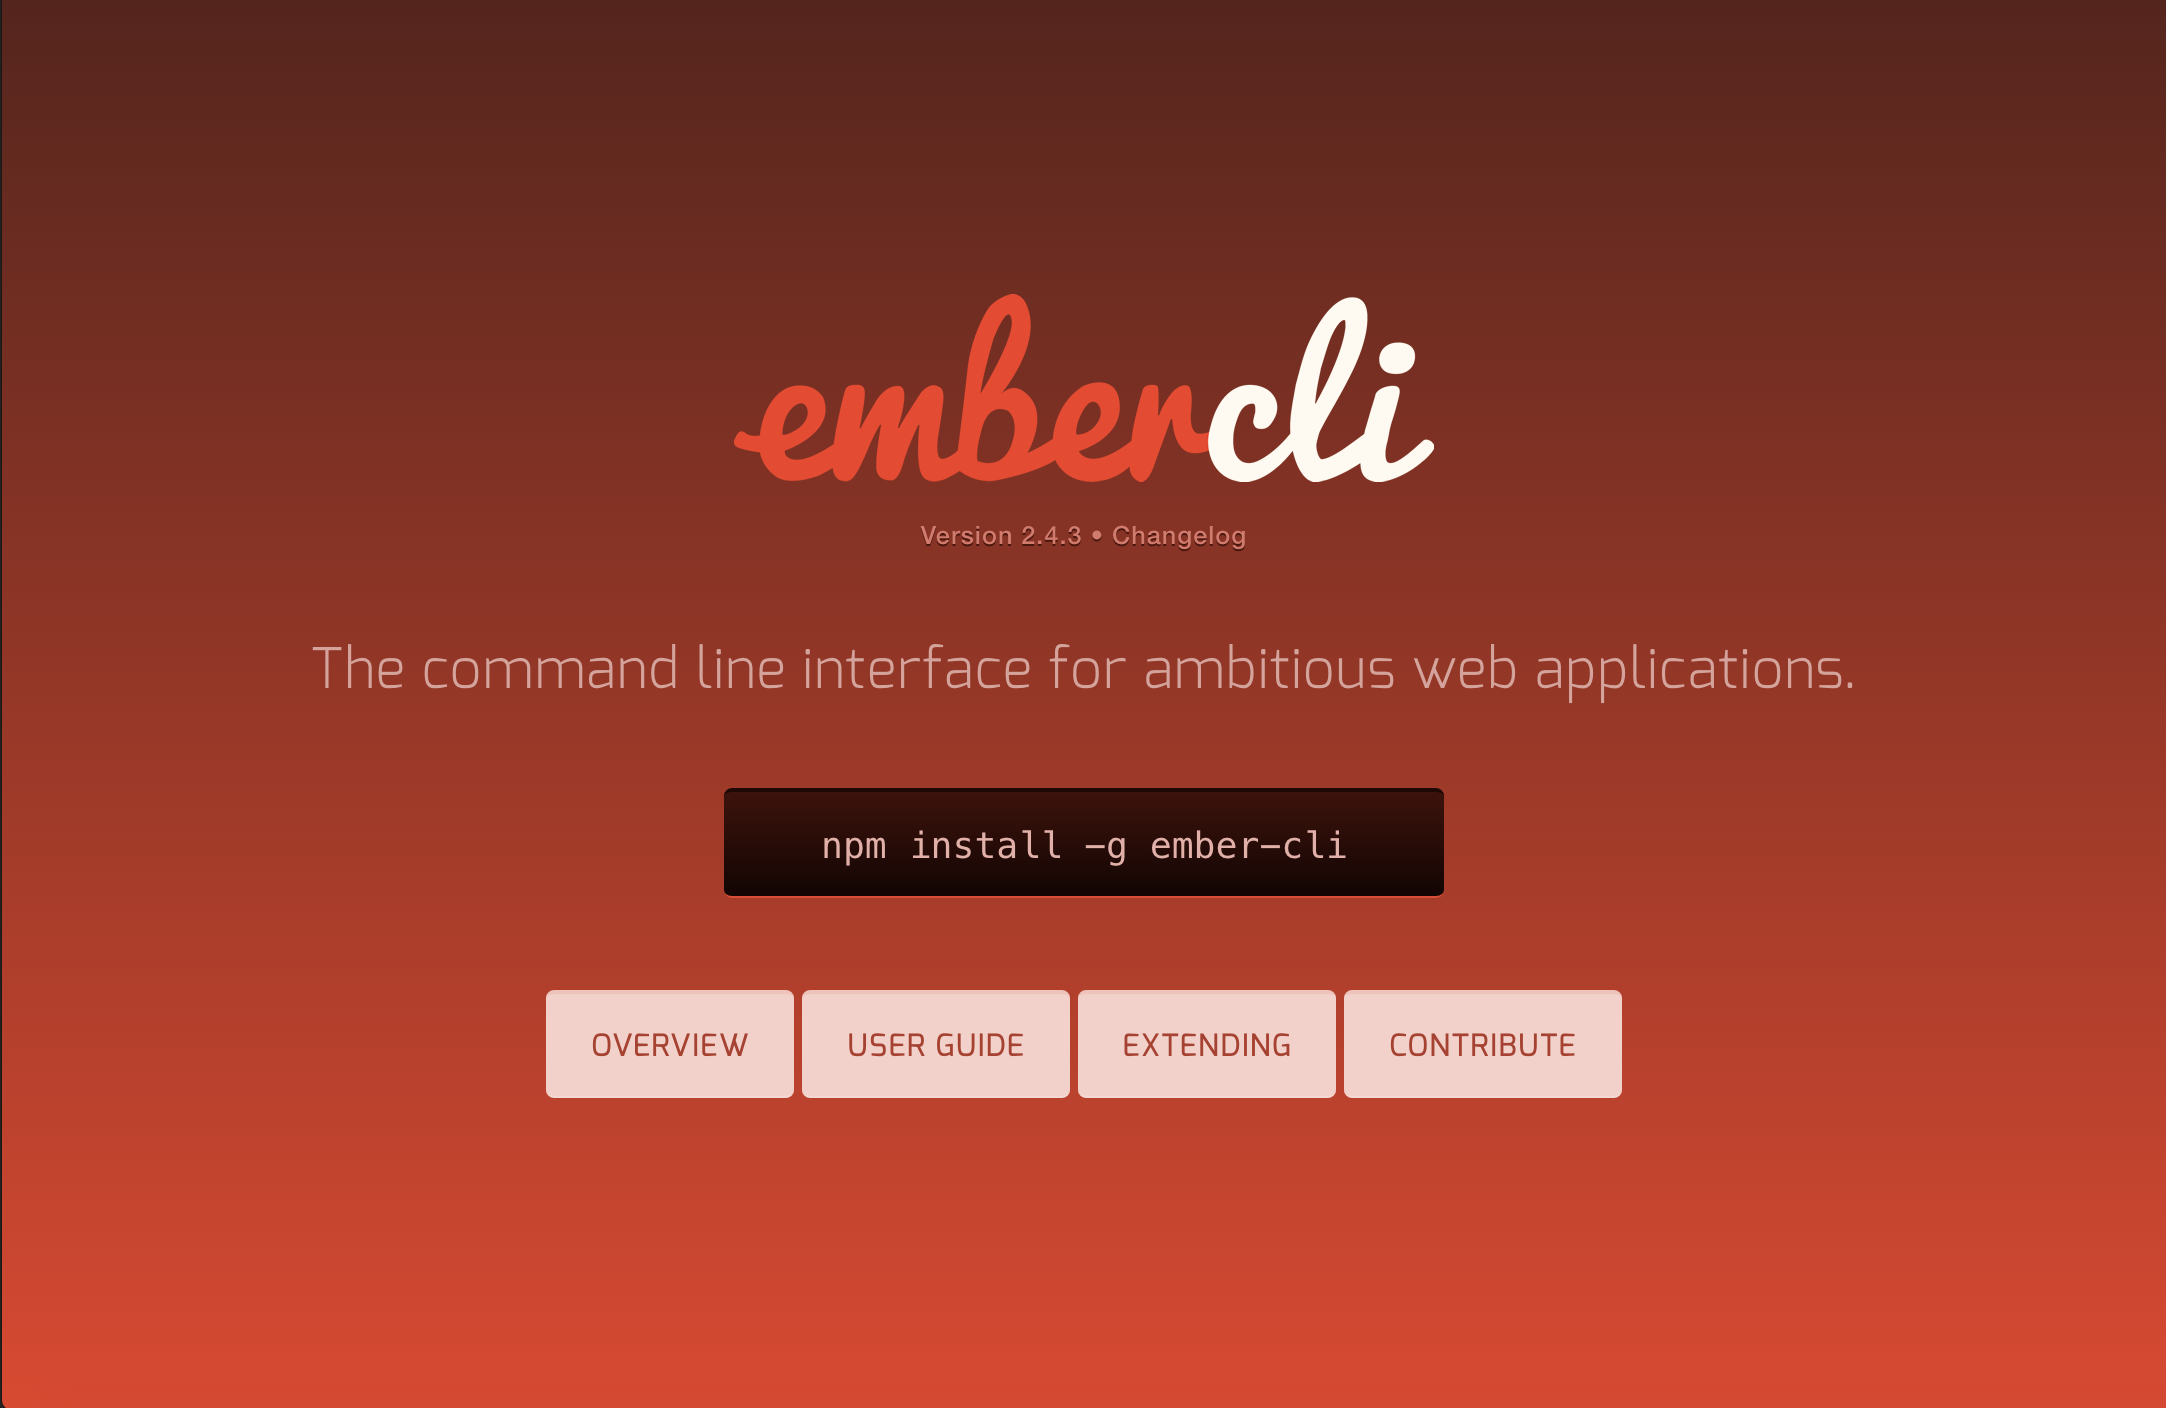 embercli
Version 2.4.3 • Changelog
The command line interface for ambitious web applications.
npm install -g ember-cli
OVERVIEW USER GUIDE EXTENDING CONTRIBUTE